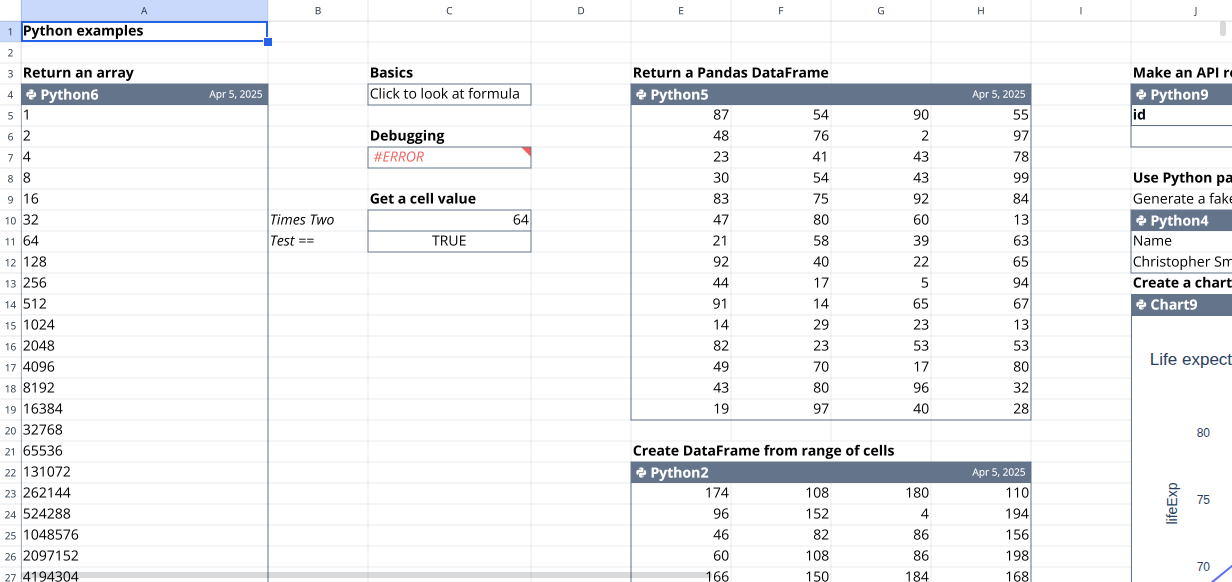 A B C D E F G H I J
1 Python examples
2
3 Return an array Basics Return a Pandas DataFrame Make an API
4 Python6 Apr 5, 2025 Click to look at formula Python5 Apr 5, 2025 Python9
5 1 87 54 90 55 id
6 2 Debugging 48 76 2 97
7 4 #ERROR 23 41 43 78
8 8 30 54 43 99 Use Python
9 16 Get a cell value 83 75 92 84 Generate a
10 32 Times Two 64 47 80 60 13 Python4
11 64 Test == TRUE 21 58 39 63 Name
12 128 92 40 22 65 Christopher
13 256 44 17 5 94 Create a chart
14 512 91 14 65 67 Chart9
15 1024 14 29 23 13
16 2048 82 23 53 53
17 4096 49 70 17 80 Life
18 8192 43 80 96 32
19 16384 19 97 40 28
20 32768 80
21 65536 Create DataFrame from range of cells
22 131072 Python2 Apr 5, 2025
23 262144 174 108 180 110 75
24 524288 96 152 4 194 lifeExp
25 1048576 46 82 86 156
26 2097152 60 108 86 198
27 4194304 166 150 184 168 70